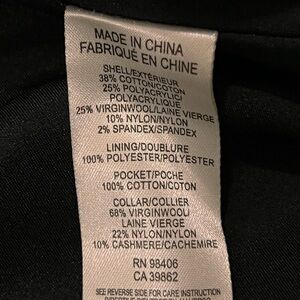 MADE IN CHINA
FABRIQUÉ EN CHINE
SHELL/EXTÉRIEUR
38% COTTON/COTON
25% POLYACRYLIC/
POLYACRYLIQUE
25% VIRGINWOOL/LAINE VIERGE
10% NYLON/NYLON
2% SPANDEX/SPANDEX
LINING/DOUBLURE
100% POLYESTER/POLYESTER
POCKET/POCHE
100% COTTON/COTON
COLLAR/COLLIER
68% VIRGINWOOL/
LAINE VIERGE
22% NYLON/NYLON
10% CASHMERE/CACHEMIRE
RN 98406
CA 39862
SEE REVERSE SIDE FOR CARE INSTRUCTION